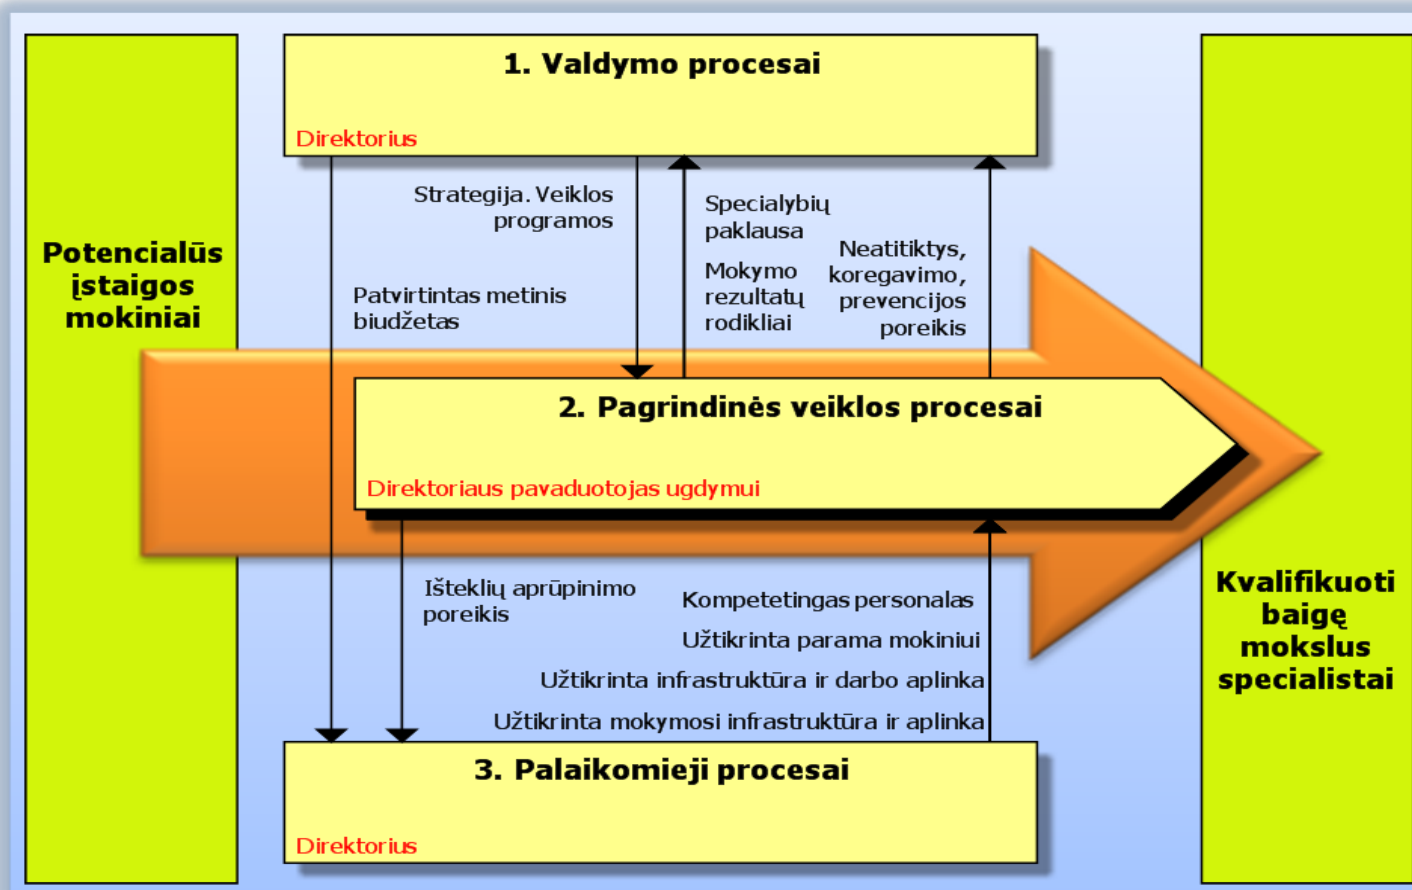 1. Valdymo procesai
Direktorius
Strategija. Veiklos
programos
Specialybių
paklausa
Mokymo
rezultatų
rodikliai
Neatitiktys,
koregavimo,
prevencijos
poreikis
Potencialūs
įstaigos
mokiniai
Patvirtintas metinis
biudžetas
2. Pagrindinės veiklos procesai
Direktoriaus pavaduotojas ugdymui
Išteklių aprūpinimo
poreikis
Kompetetingas personalas
Užtikrinta parama mokiniui
Užtikrinta infrastruktūra ir darbo aplinka
Užtikrinta mokymosi infrastruktūra ir aplinka
Kvalifikuoti
baigę
mokslus
specialistai
3. Palaikomieji procesai
Direktorius